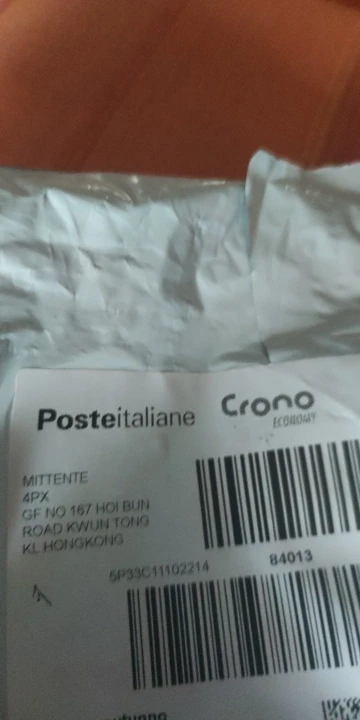 Posteitaliane
Crono
ECONOMY
MITTENTE
4PX
GF NO 167 HOI BUN
ROAD KWUN TONG
KL HONGKONG
84013
5P33C11102214